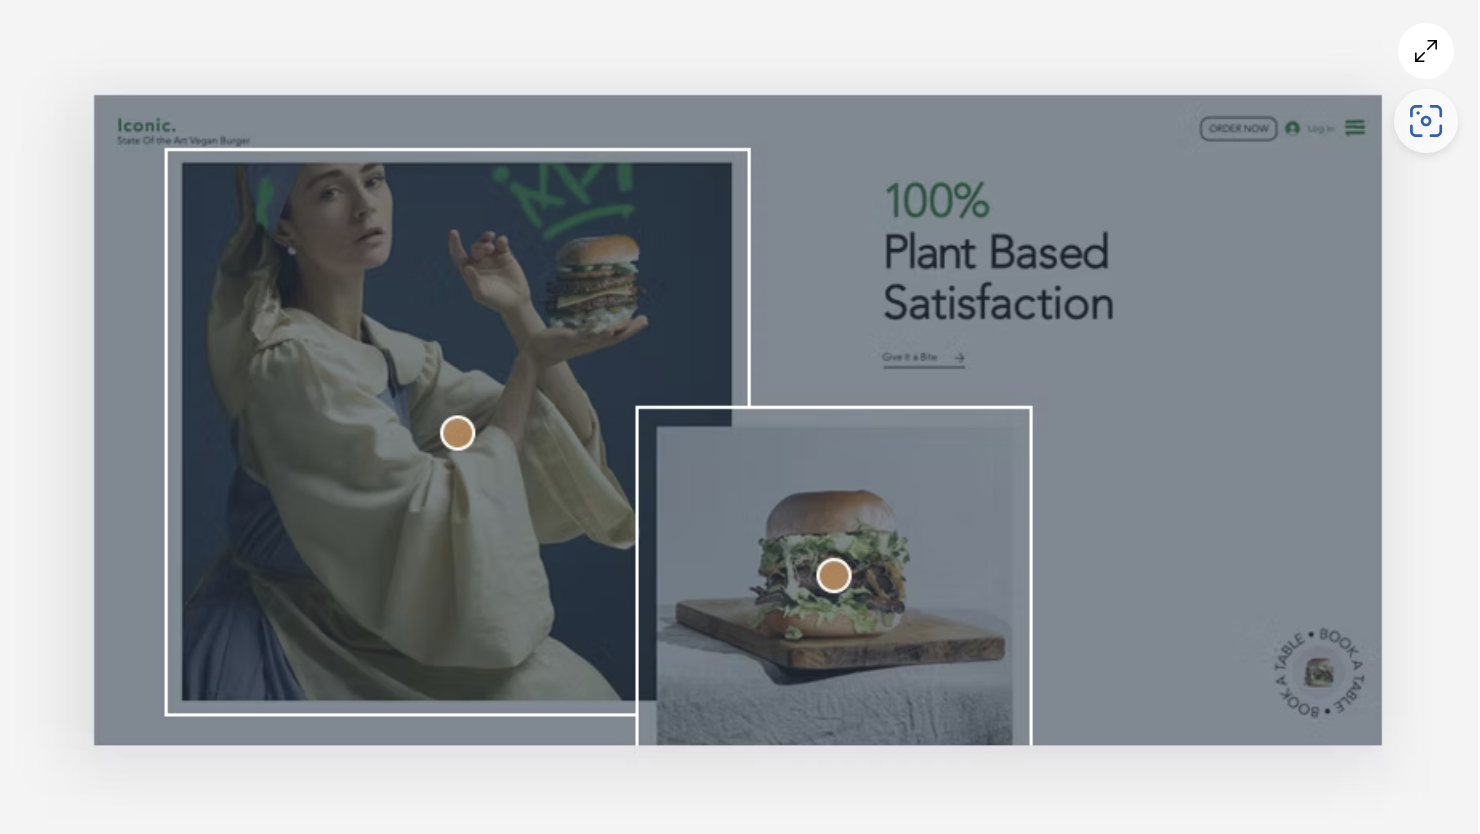 Iconic.
State Of the Art Vegan Burger
ORDER NOW
Log In
100%
Plant Based
Satisfaction
Give It a Bite
BOOK A TABLE • BOOK A TABLE •